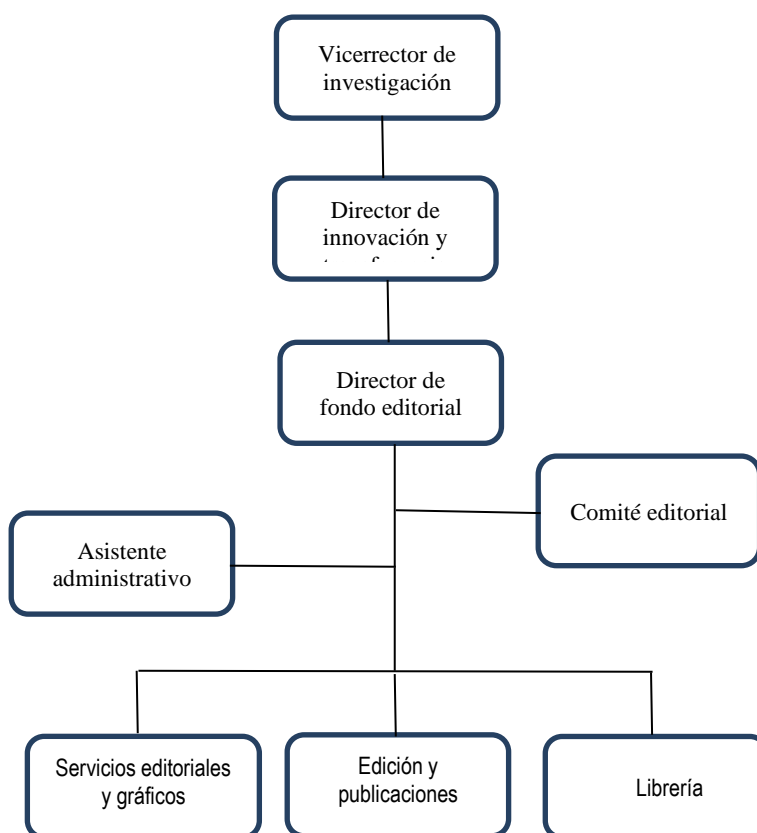 Vicerrector de
investigación
Director de
innovación y
Director de
fondo editorial
Comité editorial
Asistente
administrativo
Servicios editoriales
y gráficos
Edición y
publicaciones
Librería